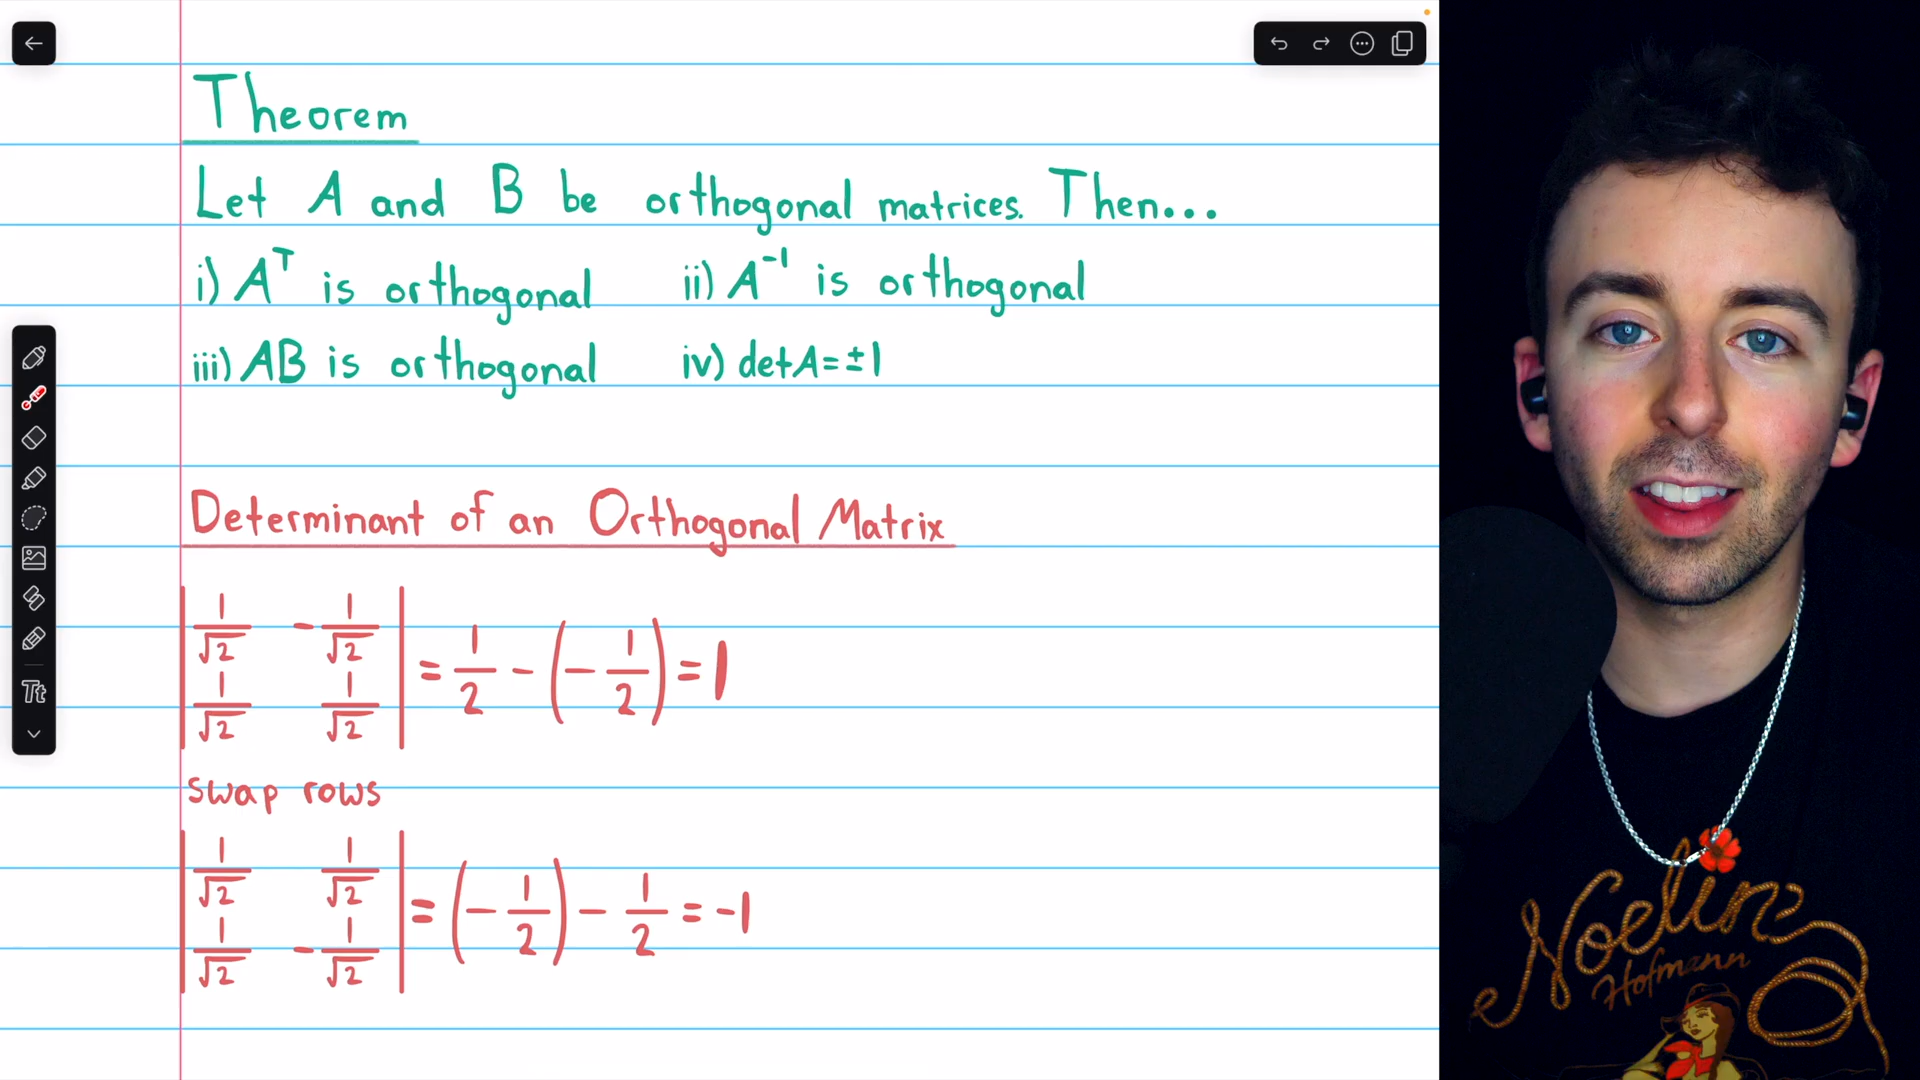 Theorem
Let A and B be orthogonal matrices. Then...
i) Aᵀ is orthogonal ii) A⁻¹ is orthogonal
iii) AB is orthogonal iv) detA=±1
Determinant of an Orthogonal Matrix
|1/√2 -1/√2|
|1/√2 1/√2| = 1/2 - (-1/2) = 1
swap rows
|1/√2 1/√2|
|1/√2 -1/√2| = (-1/2) - 1/2 = -1
Tt
Noelin
Hofmann